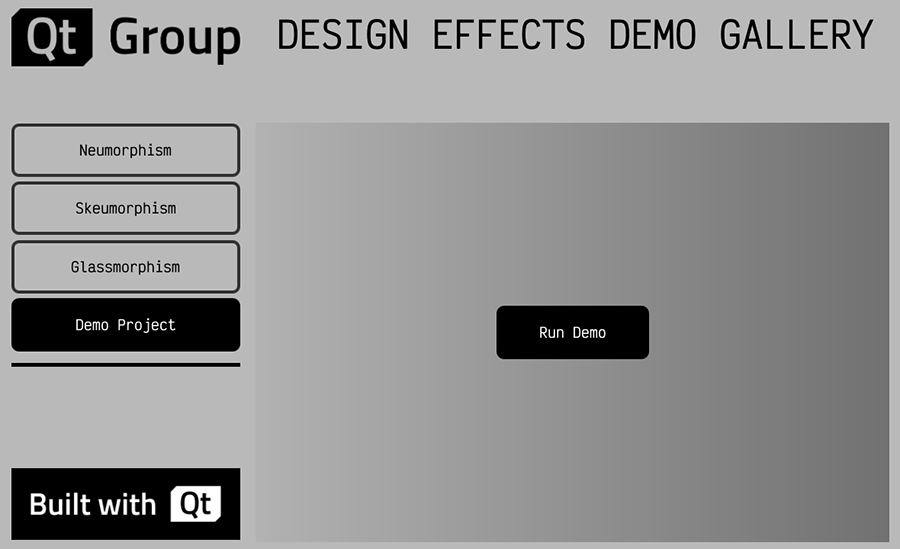 Qt Group
DESIGN EFFECTS DEMO GALLERY
Neumorphism
Skeumorphism
Glassmorphism
Demo Project
Run Demo
Built with Qt